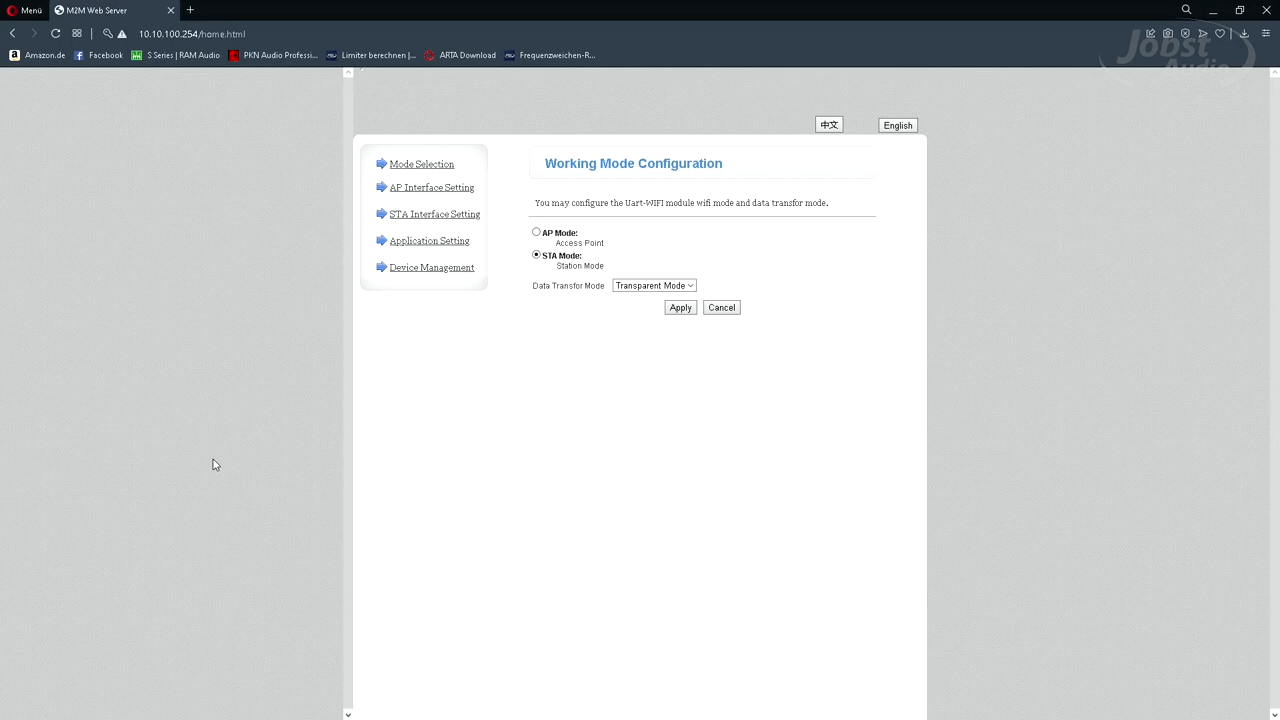 Menü
M2M Web Server
10.10.100.254/home.html
Amazon.de
Facebook
S Series | RAM Audio
PKN Audio Professi...
Limiter berechnen |...
ARTA Download
Frequenzweichen-R...
Jobst
Audio
中文
English
Mode Selection
AP Interface Setting
STA Interface Setting
Application Setting
Device Management
Working Mode Configuration
You may configure the Uart-WIFI module wifi mode and data transfor mode.
AP Mode:
Access Point
STA Mode:
Station Mode
Data Transfor Mode
Transparent Mode
Apply
Cancel